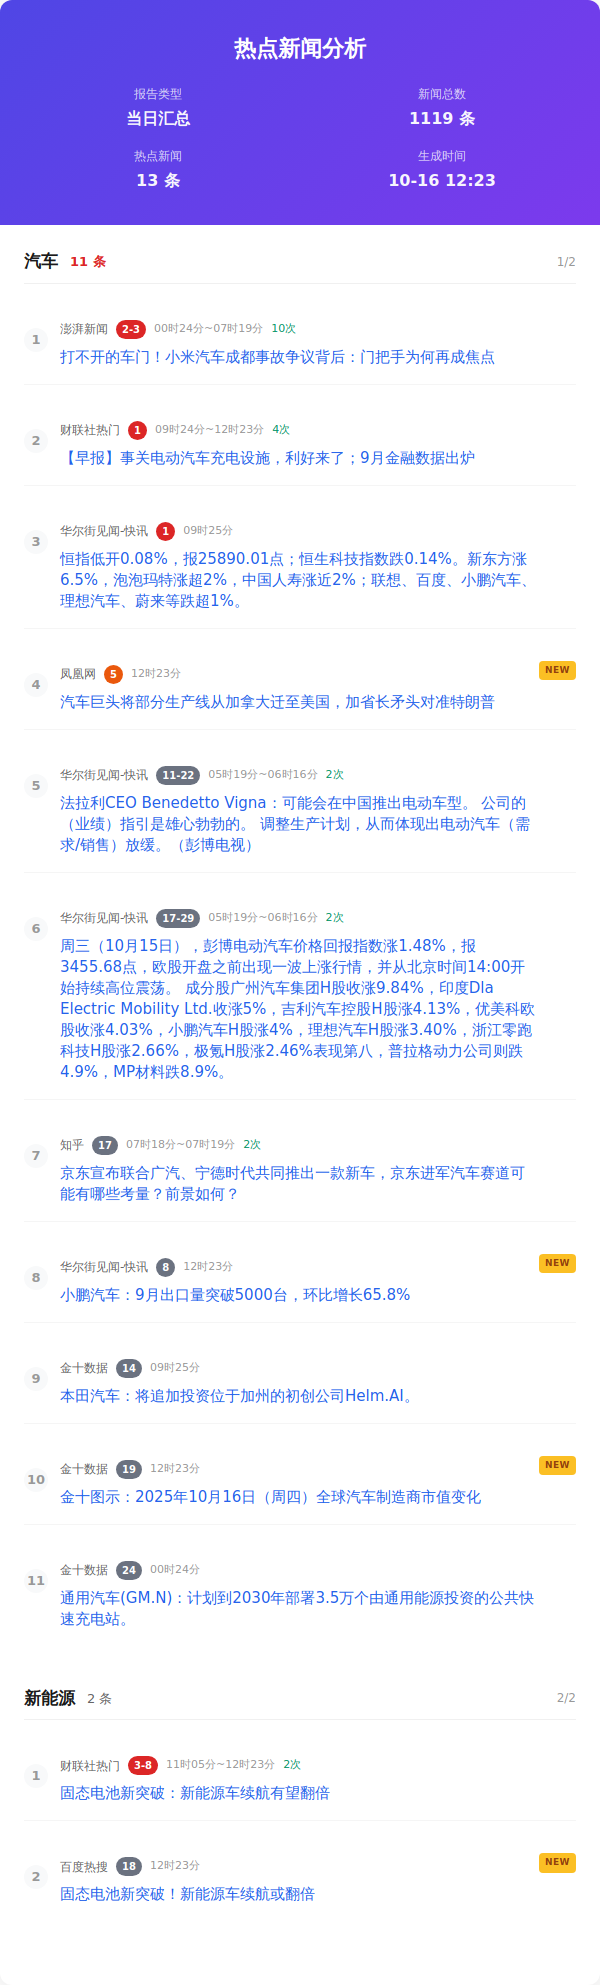 热点新闻分析
报告类型
新闻总数
当日汇总
1119 条
热点新闻
生成时间
13 条
10-16 12:23
汽车 11 条 1/2
1
澎湃新闻 2-3 00时24分~07时19分 10次
打不开的车门！小米汽车成都事故争议背后：门把手为何再成焦点
2
财联社热门 1 09时24分~12时23分 4次
【早报】事关电动汽车充电设施，利好来了；9月金融数据出炉
3
华尔街见闻-快讯 1 09时25分
恒指低开0.08%，报25890.01点；恒生科技指数跌0.14%。新东方涨
6.5%，泡泡玛特涨超2%，中国人寿涨近2%；联想、百度、小鹏汽车、
理想汽车、蔚来等跌超1%。
4
凤凰网 5 12时23分 NEW
汽车巨头将部分生产线从加拿大迁至美国，加省长矛头对准特朗普
5
华尔街见闻-快讯 11-22 05时19分~06时16分 2次
法拉利CEO Benedetto Vigna：可能会在中国推出电动车型。 公司的
（业绩）指引是雄心勃勃的。 调整生产计划，从而体现出电动汽车（需
求/销售）放缓。（彭博电视）
6
华尔街见闻-快讯 17-29 05时19分~06时16分 2次
周三（10月15日），彭博电动汽车价格回报指数涨1.48%，报
3455.68点，欧股开盘之前出现一波上涨行情，并从北京时间14:00开
始持续高位震荡。 成分股广州汽车集团H股收涨9.84%，印度Dla
Electric Mobility Ltd.收涨5%，吉利汽车控股H股涨4.13%，优美科欧
股收涨4.03%，小鹏汽车H股涨4%，理想汽车H股涨3.40%，浙江零跑
科技H股涨2.66%，极氪H股涨2.46%表现第八，普拉格动力公司则跌
4.9%，MP材料跌8.9%。
7
知乎 17 07时18分~07时19分 2次
京东宣布联合广汽、宁德时代共同推出一款新车，京东进军汽车赛道可
能有哪些考量？前景如何？
8
华尔街见闻-快讯 8 12时23分 NEW
小鹏汽车：9月出口量突破5000台，环比增长65.8%
9
金十数据 14 09时25分
本田汽车：将追加投资位于加州的初创公司Helm.AI。
10
金十数据 19 12时23分 NEW
金十图示：2025年10月16日（周四）全球汽车制造商市值变化
11
金十数据 24 00时24分
通用汽车(GM.N)：计划到2030年部署3.5万个由通用能源投资的公共快
速充电站。
新能源 2 条 2/2
1
财联社热门 3-8 11时05分~12时23分 2次
固态电池新突破：新能源车续航有望翻倍
2
百度热搜 18 12时23分 NEW
固态电池新突破！新能源车续航或翻倍